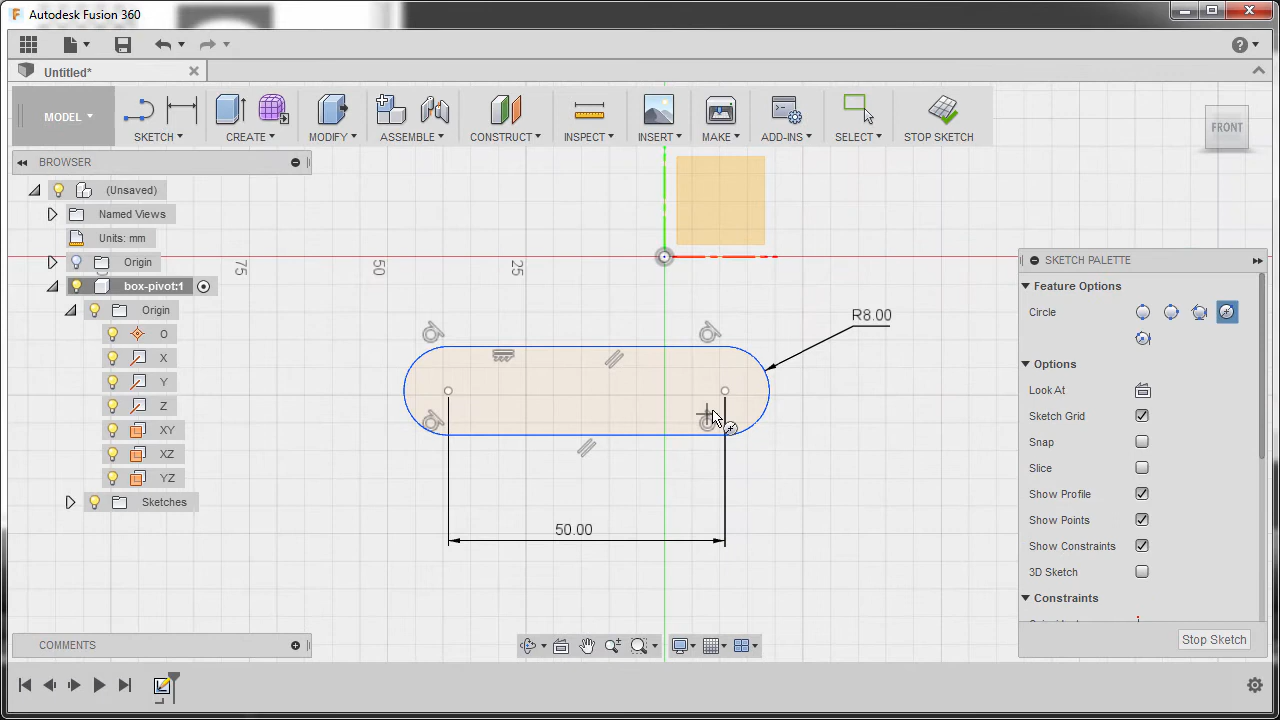 Autodesk Fusion 360
Untitled*
MODEL
SKETCH
CREATE
MODIFY
ASSEMBLE
CONSTRUCT
INSPECT
INSERT
MAKE
ADD-INS
SELECT
STOP SKETCH
FRONT
BROWSER
(Unsaved)
Named Views
Units: mm
Origin
box-pivot:1
Origin
O
X
Y
Z
XY
XZ
YZ
Sketches
75
50
25
R8.00
50.00
SKETCH PALETTE
Feature Options
Circle
Options
Look At
Sketch Grid
Snap
Slice
Show Profile
Show Points
Show Constraints
3D Sketch
Constraints
Stop Sketch
COMMENTS